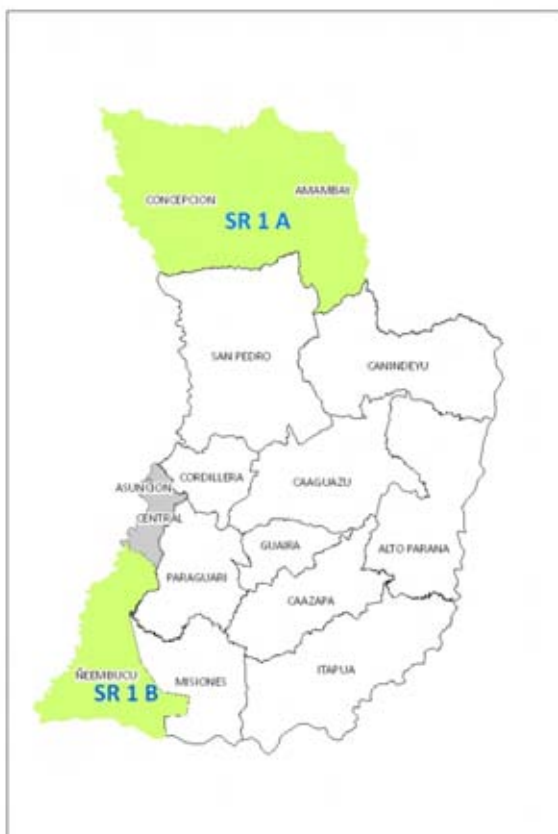 CONCEPCION
AMAMBAY
SR 1 A
SAN PEDRO
CANINDEYU
CORDILLERA
ASUNCION
CAAGUAZU
CENTRAL
GUAIRA
ALTO PARANA
PARAGUARI
CAAZAPA
ÑEEMBUCU
MISIONES
ITAPUA
SR 1 B